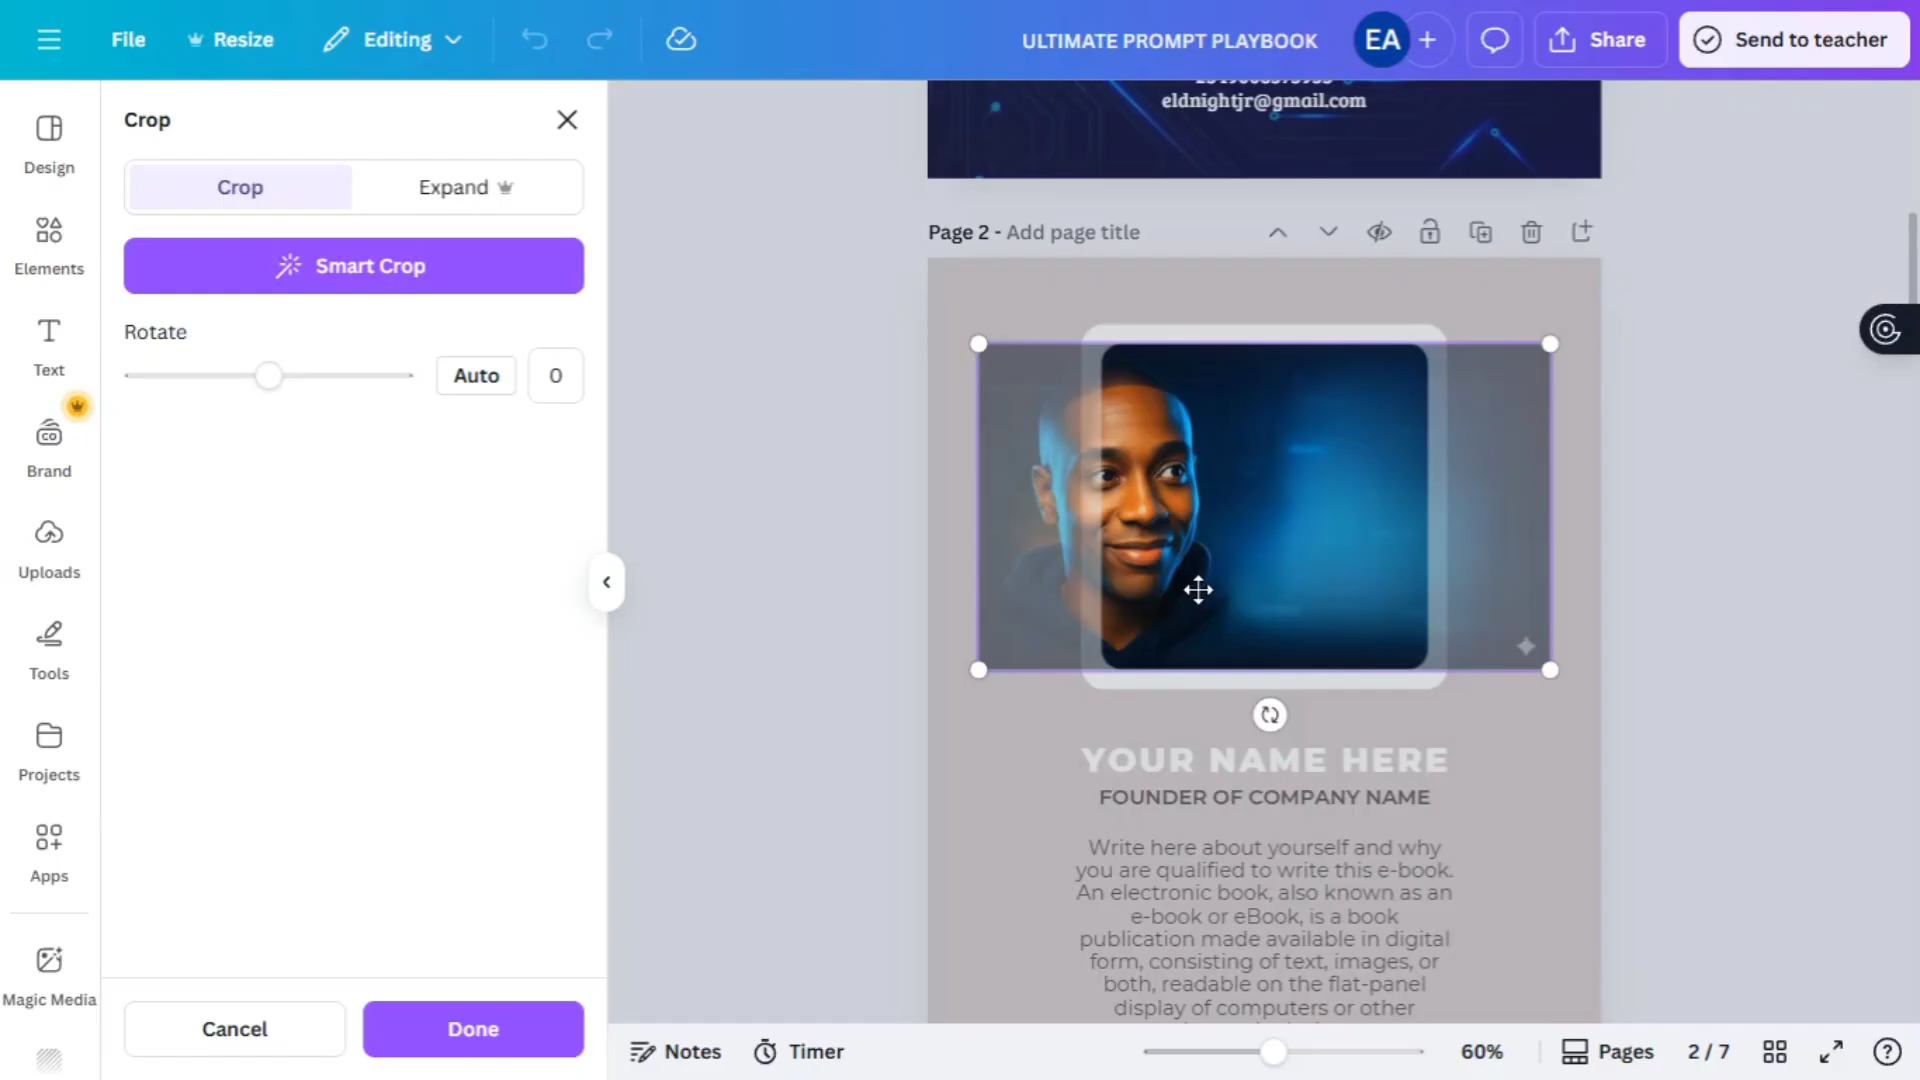 File
Resize
Editing
ULTIMATE PROMPT PLAYBOOK
EA
+
Share
Send to teacher
Design
Elements
Text
Brand
Uploads
Tools
Projects
Apps
Magic Media
Crop
Crop
Expand
Smart Crop
Rotate
Auto
0
Cancel
Done
eldnightjr@gmail.com
Page 2 - Add page title
YOUR NAME HERE
FOUNDER OF COMPANY NAME
Write here about yourself and why
you are qualified to write this e-book.
An electronic book, also known as an
e-book or eBook, is a book
publication made available in digital
form, consisting of text, images, or
both, readable on the flat-panel
display of computers or other
Notes
Timer
60%
Pages
2 / 7